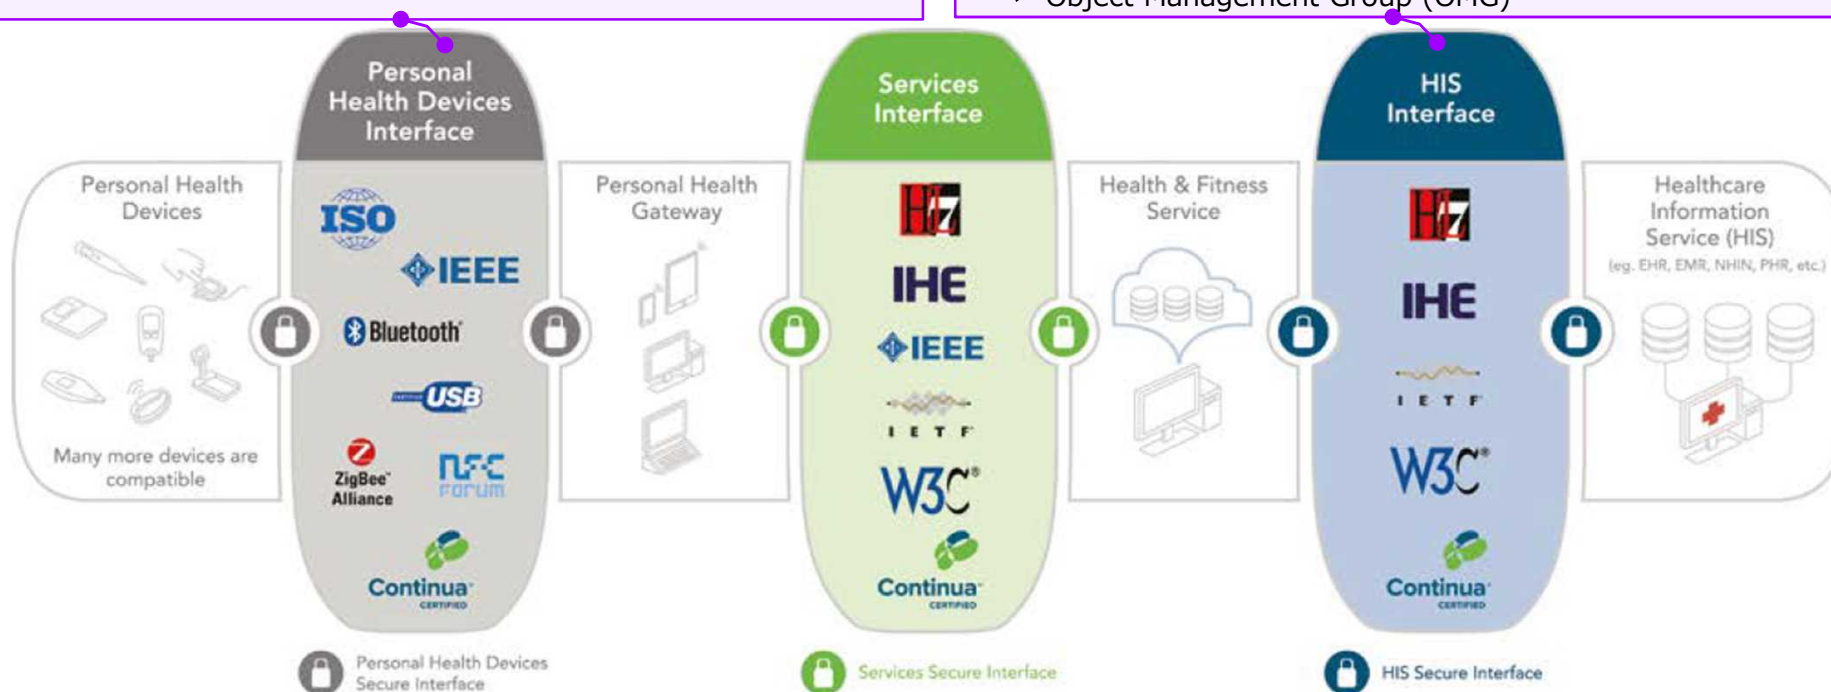 Object Management Group (OMG)
Personal
Health Devices
Interface
Services
Interface
HIS
Interface
Personal Health
Devices
Many more devices are
compatible
ISO
IEEE
Bluetooth
USB
ZigBee™
Alliance
NFC
FORUM
Continua
CERTIFIED
Personal Health
Gateway
HL7
IHE
IEEE
I E T F
W3C®
Continua
CERTIFIED
Health & Fitness
Service
HL7
IHE
I E T F
W3C®
Continua
CERTIFIED
Healthcare
Information
Service (HIS)
(eg. EHR, EMR, NHIN, PHR, etc.)
Personal Health Devices
Secure Interface
Services Secure Interface
HIS Secure Interface